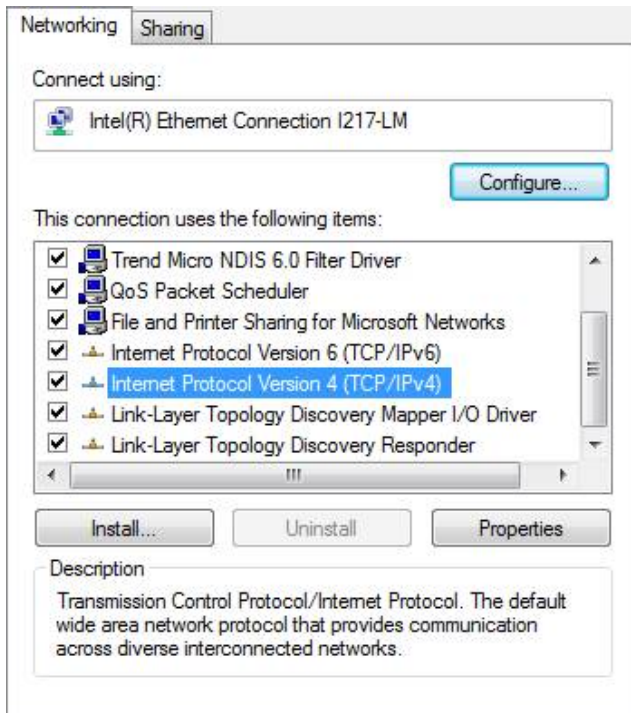 Networking
Sharing
Connect using:
Intel(R) Ethernet Connection I217-LM
Configure...
This connection uses the following items:
Trend Micro NDIS 6.0 Filter Driver
QoS Packet Scheduler
File and Printer Sharing for Microsoft Networks
Internet Protocol Version 6 (TCP/IPv6)
Internet Protocol Version 4 (TCP/IPv4)
Link-Layer Topology Discovery Mapper I/O Driver
Link-Layer Topology Discovery Responder
Install...
Uninstall
Properties
Description
Transmission Control Protocol/Internet Protocol. The default
wide area network protocol that provides communication
across diverse interconnected networks.